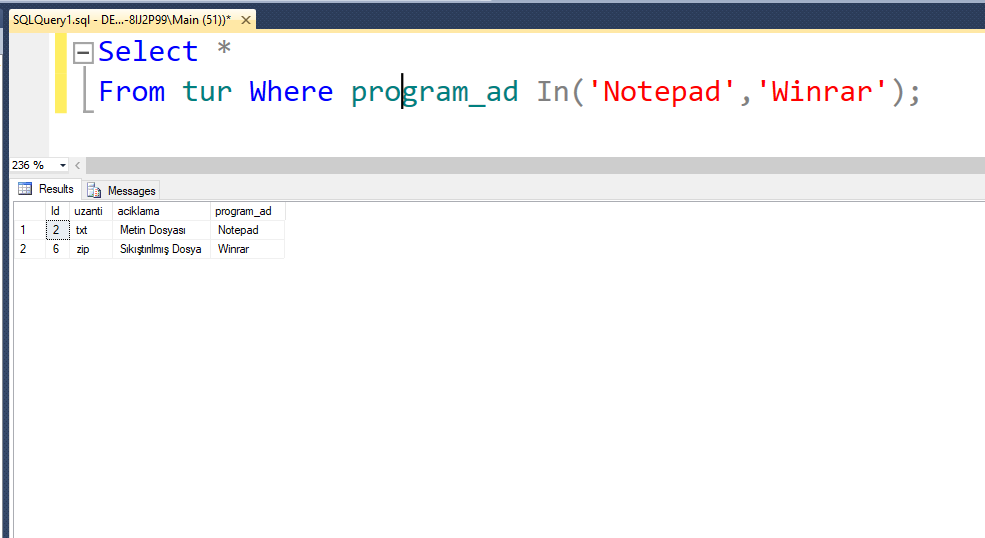 SQLQuery1.sql - DE...-8IJ2P99\Main (51))*
Select *
From tur Where program_ad In('Notepad','Winrar');
236 %
Results Messages
Id uzanti aciklama program_ad
1 2 txt Metin Dosyası Notepad
2 6 zip Sıkıştırılmış Dosya Winrar